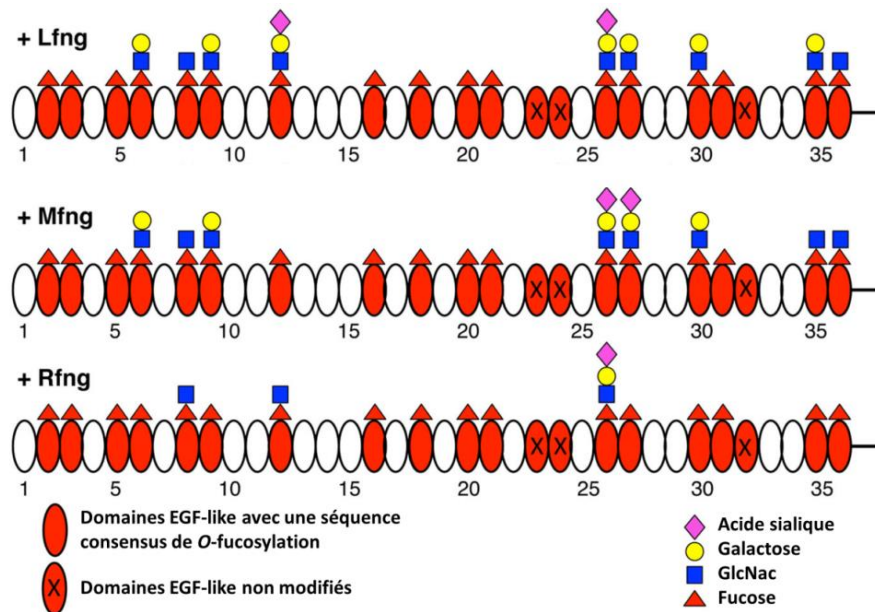 + Lfng
1 5 10 15 20 X X 25 30 X 35
+ Mfng
1 5 10 15 20 X X 25 30 X 35
+ Rfng
1 5 10 15 20 X X 25 30 X 35
Domaines EGF-like avec une séquence
consensus de O-fucosylation
X Domaines EGF-like non modifiés
Acide sialique
Galactose
GlcNac
Fucose